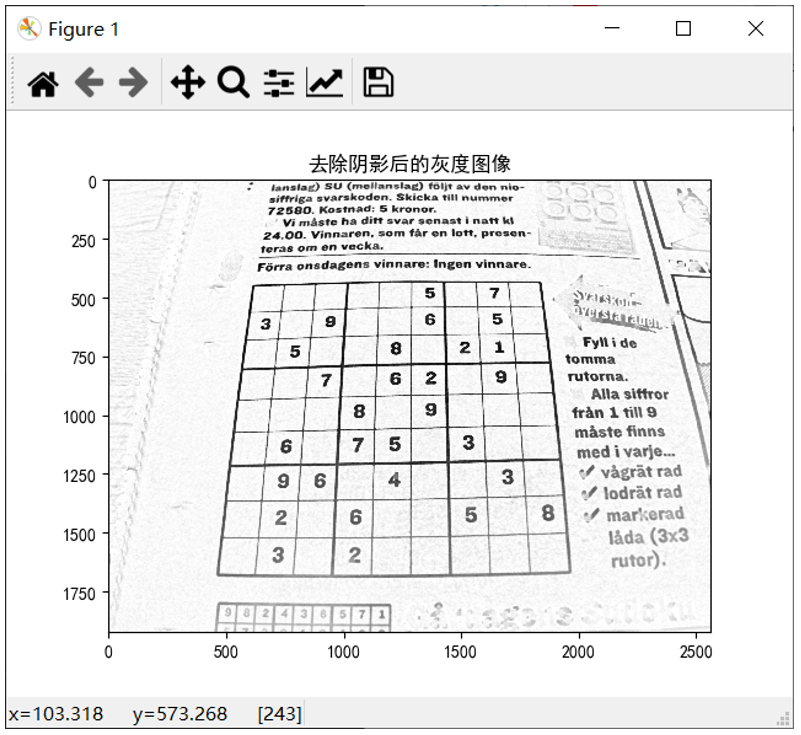 Figure 1
去除阴影后的灰度图像
0
250
500
750
1000
1250
1500
1750
0 500 1000 1500 2000 2500
lanslag) SU (mellanslag) följt av den nio-
siffriga svarskoden. Skicka till nummer
72580. Kostnad: 5 kronor.
Vi måste ha ditt svar senast i natt kl
24.00. Vinnaren, som får en lott, presen-
teras om en vecka.
Förra onsdagens vinnare: Ingen vinnare.
5 7
3 9 6 5
5 8 2 1
7 6 2 9
8 9
6 7 5 3
9 6 4 3
2 6 5 8
3 2
Svarskod:
översta raden
Fyll i de
tomma
rutorna.
Alla siffror
från 1 till 9
måste finns
med i varje...
vågrät rad
lodrät rad
markerad
låda (3x3
rutor).
9 8 2 4 3 6 5 7 1
Sudoku
x=103.318 y=573.268 [243]